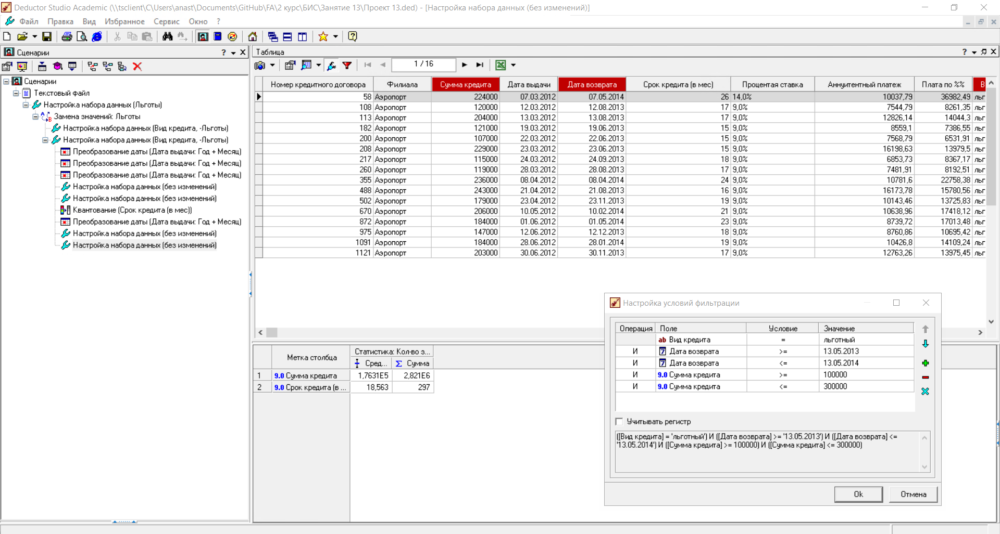 Deductor Studio Academic (\\tsclient\C\Users\anast\Documents\GitHub\FA\2 курс\БИС\Занятие 13\Проект 13.ded) - [Настройка набора данных (без изменений)]
Файл Правка Вид Избранное Сервис Окно ?
Сценарии
Сценарии
Текстовый файл
Настройка набора данных (Льготы)
Замена значений: Льготы
Настройка набора данных (Вид кредита, -Льготы)
Настройка набора данных (Вид кредита, -Льготы)
Преобразование даты (Дата выдачи: Год + Месяц)
Преобразование даты (Дата выдачи: Год + Месяц)
Преобразование даты (Дата выдачи: Год + Месяц)
Настройка набора данных (без изменений)
Настройка набора данных (без изменений)
Квантование (Срок кредита (в мес))
Преобразование даты (Дата выдачи: Год + Месяц)
Настройка набора данных (без изменений)
Настройка набора данных (без изменений)
Таблица
1 / 16
Номер кредитного договора Филиала Сумма кредита Дата выдачи Дата возврата Срок кредита (в мес) Процентая ставка Аннуитентный платеж Плата по %% В
58 Аэропорт 224000 07.03.2012 07.05.2014 26 14,0% 10037,79 36982,49 льг
108 Аэропорт 120000 12.03.2012 12.08.2013 17 9,0% 7544,79 8261,35 льг
113 Аэропорт 204000 13.03.2012 13.08.2013 17 9,0% 12826,14 14044,3 льг
182 Аэропорт 121000 19.03.2012 19.06.2013 15 9,0% 8559,1 7386,55 льг
200 Аэропорт 107000 22.03.2012 22.06.2013 15 9,0% 7568,79 6531,91 льг
208 Аэропорт 229000 23.03.2012 23.06.2013 15 9,0% 16198,63 13979,5 льг
217 Аэропорт 115000 24.03.2012 24.09.2013 18 9,0% 6853,73 8367,17 льг
260 Аэропорт 119000 28.03.2012 28.08.2013 17 9,0% 7481,91 8192,51 льг
355 Аэропорт 236000 08.04.2012 08.04.2014 24 9,0% 10781,6 22758,38 льг
488 Аэропорт 243000 21.04.2012 21.08.2013 16 9,0% 16173,78 15780,56 льг
502 Аэропорт 179000 23.04.2012 23.11.2013 19 9,0% 10143,46 13725,83 льг
670 Аэропорт 206000 10.05.2012 10.02.2014 21 9,0% 10638,96 17418,12 льг
872 Аэропорт 184000 01.06.2012 01.05.2014 23 9,0% 8739,72 17013,48 льг
975 Аэропорт 147000 12.06.2012 12.12.2013 18 9,0% 8760,86 10695,42 льг
1091 Аэропорт 184000 28.06.2012 28.01.2014 19 9,0% 10426,8 14109,24 льг
1121 Аэропорт 203000 30.06.2012 30.11.2013 17 9,0% 12763,26 13975,45 льг
Метка столбца Статистика: Кол-во з...
Сред... Σ Сумма
1 9.0 Сумма кредита 1,7631E5 2,821E6
2 9.0 Срок кредита (в ... 18,563 297
Настройка условий фильтрации
Операция Поле Условие Значение
ab Вид кредита = льготный
И 7 Дата возврата >= 13.05.2013
И 7 Дата возврата <= 13.05.2014
И 9.0 Сумма кредита >= 100000
И 9.0 Сумма кредита <= 300000
Учитывать регистр
([Вид кредита] = 'льготный') И ([Дата возврата] >= '13.05.2013') И ([Дата возврата] <=
'13.05.2014') И ([Сумма кредита] >= 100000) И ([Сумма кредита] <= 300000)
Ok Отмена